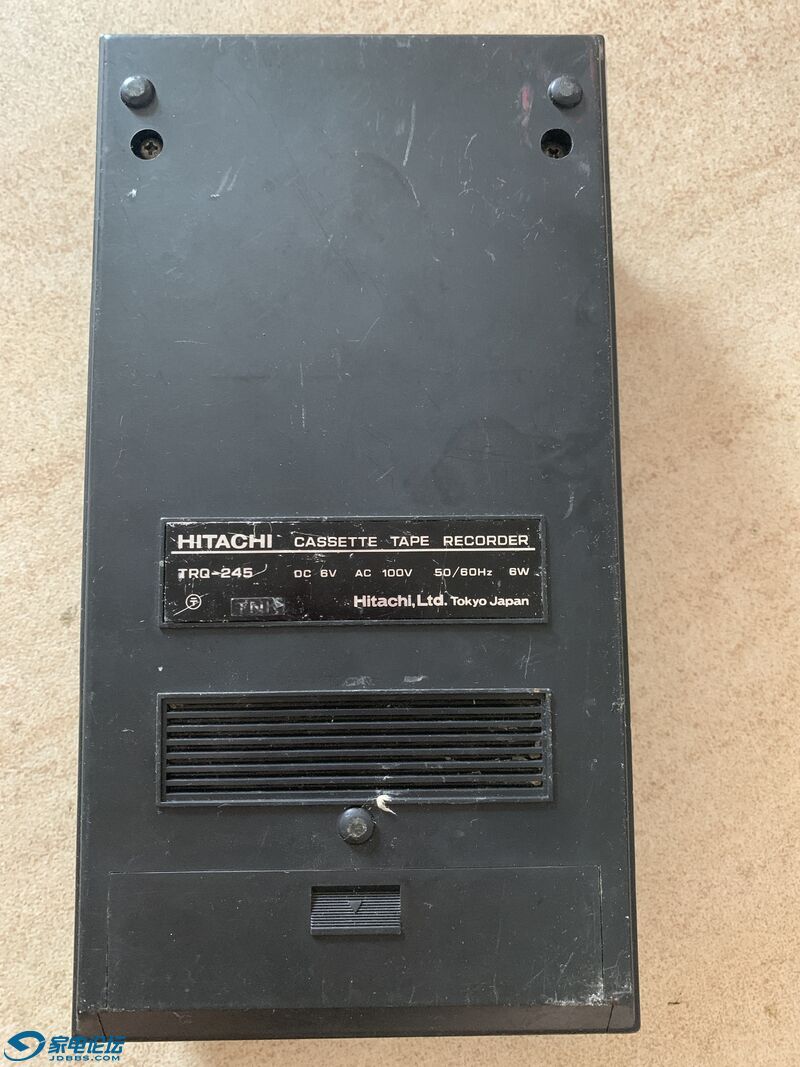 HITACHI CASSETTE TAPE RECORDER
TRQ-245 DC 6V AC 100V 50/60Hz 6W
テ Hitachi,Ltd. Tokyo Japan
家电论坛
JDBBS.COM